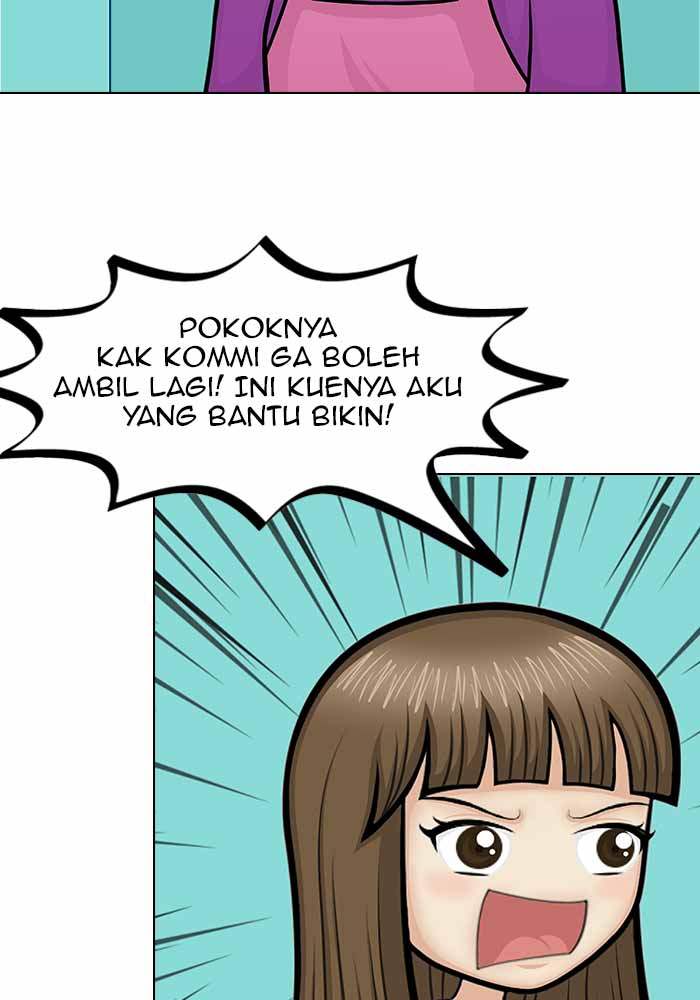 POKOKNYA
KAK KOMMI GA BOLEH
AMBIL LAGI! INI KUENYA AKU
YANG BANTU BIKIN!